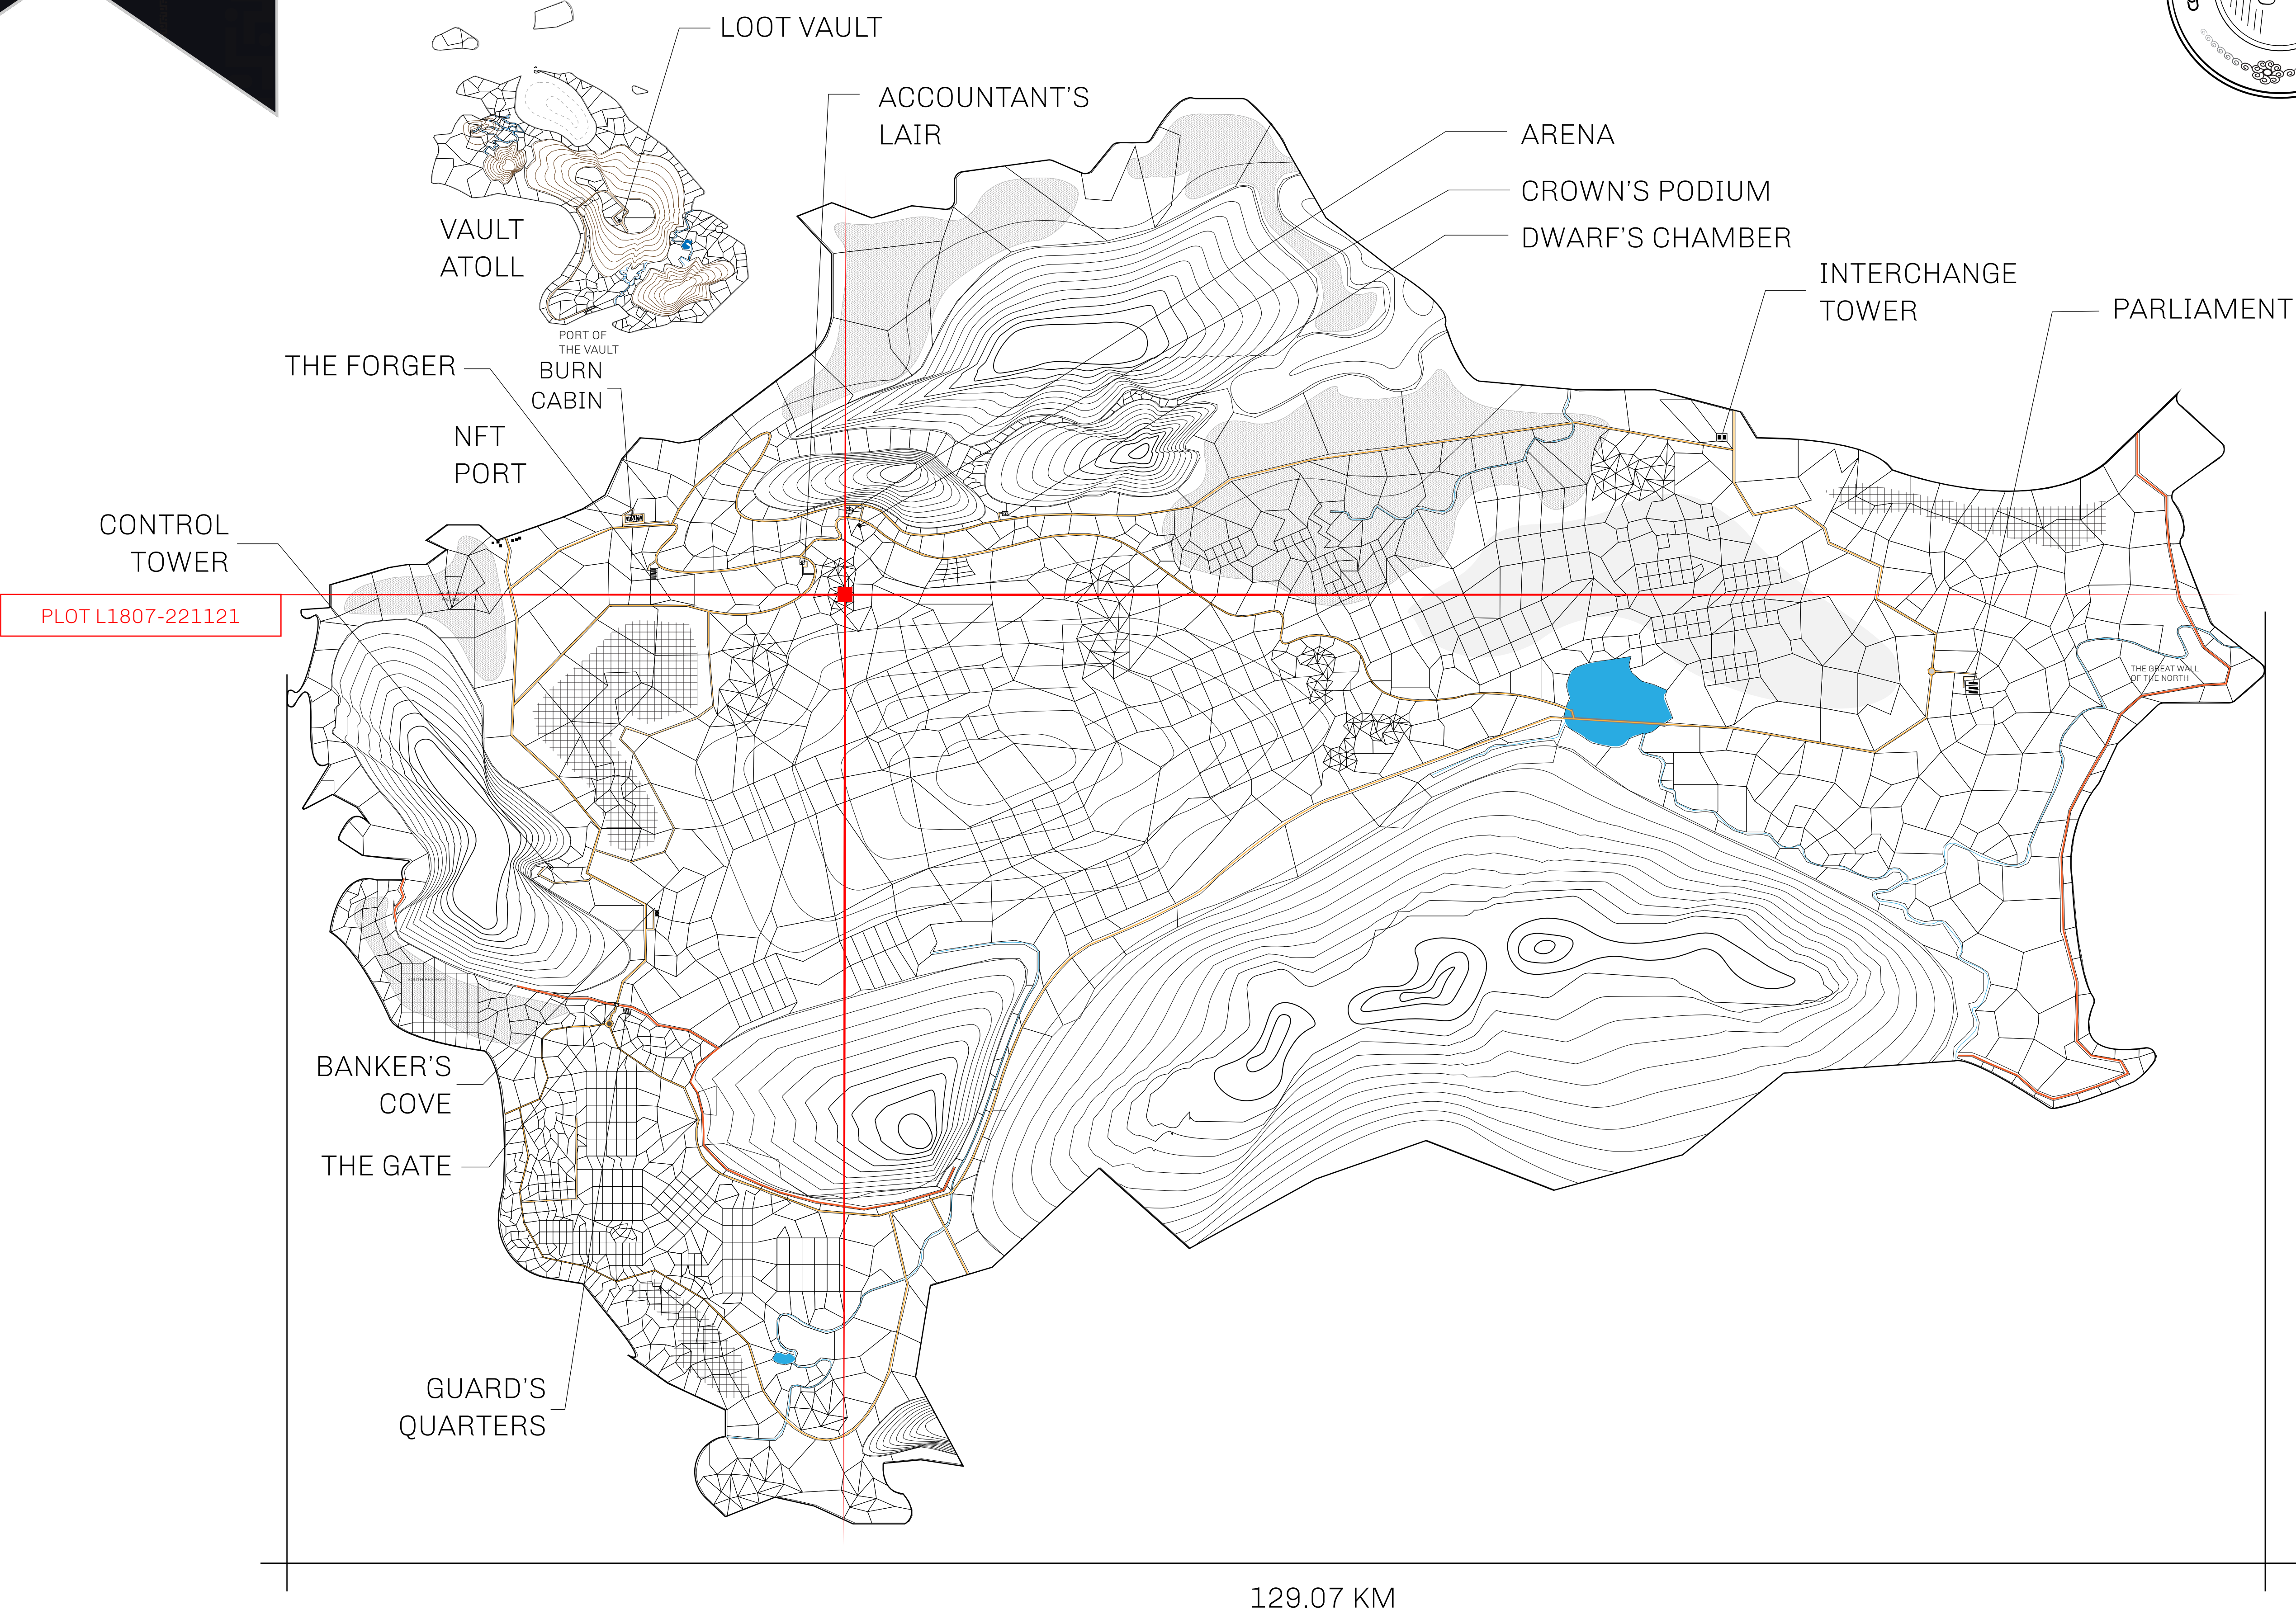 LOOT VAULT
ACCOUNTANT'S
LAIR
ARENA
CROWN'S PODIUM
DWARF'S CHAMBER
VAULT
ATOLL
INTERCHANGE
TOWER
PARLIAMENT
PORT OF
THE VAULT
THE FORGER
BURN
CABIN
NFT
PORT
CONTROL
TOWER
PLOT L1807-221121
THE GREAT WALL
OF THE NORTH
SOUTH RESERVE
BANKER'S
COVE
THE GATE
GUARD'S
QUARTERS
129.07 KM